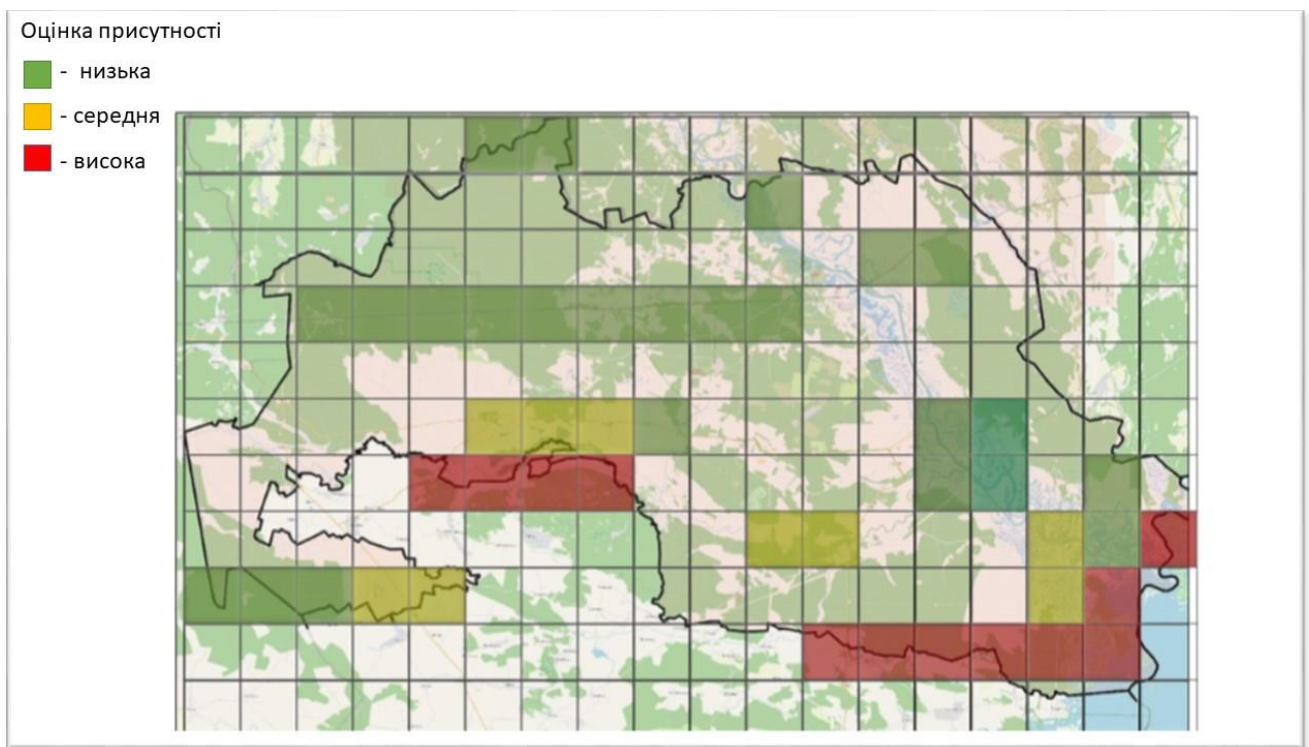 Оцінка присутності
- низька
- середня
- висока